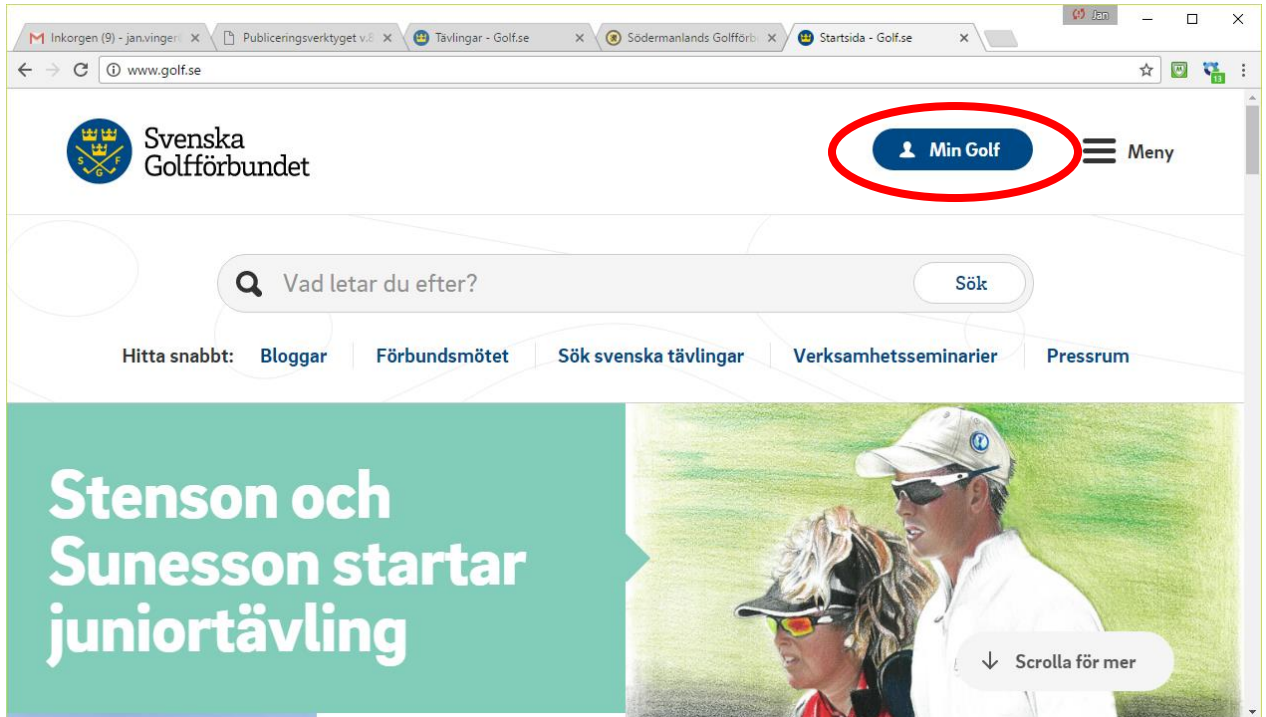 Jan
Inkorgen (9) - jan.vinger
Publiceringsverktyget v.8
Tävlingar - Golf.se
Södermanlands Golfförb
Startsida - Golf.se
www.golf.se
13
Svenska
Golfförbundet
S F
G
Min Golf
Meny
Vad letar du efter?
Sök
Hitta snabbt: Bloggar Förbundsmötet Sök svenska tävlingar Verksamhetsseminarier Pressrum
Stenson och
Sunesson startar
juniortävling
Scrolla för mer